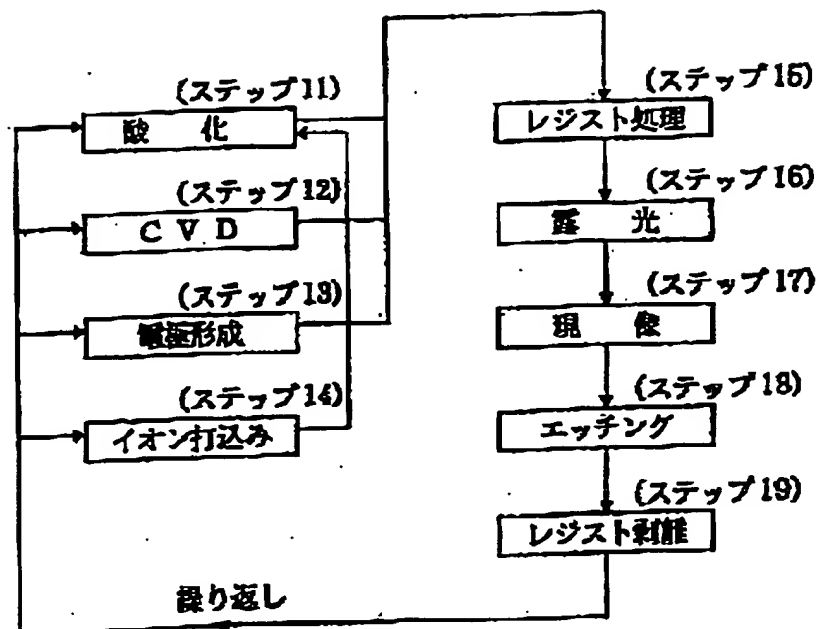 (ステップ11)
酸 化
(ステップ12)
C V D
(ステップ13)
電極形成
(ステップ14)
イオン打込み
(ステップ15)
レジスト処理
(ステップ16)
露 光
(ステップ17)
現 像
(ステップ18)
エッチング
(ステップ19)
レジスト剥離
繰り返し